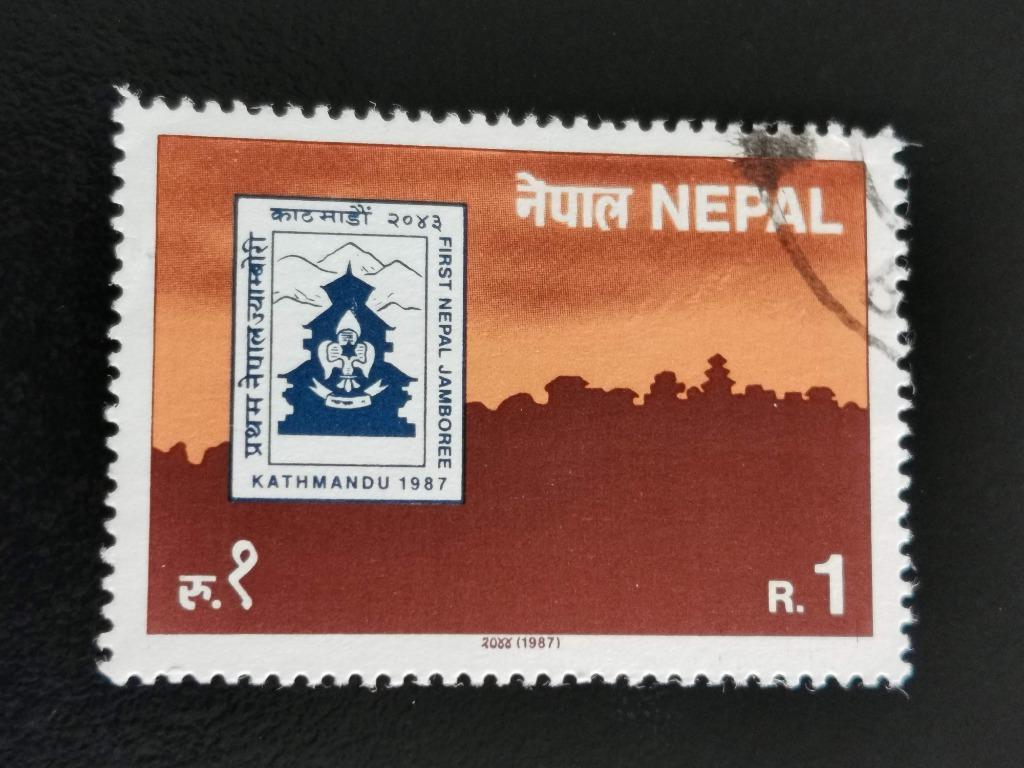 नेपाल NEPAL
काठमाडौं २०४३
प्रथम नेपाल ज्याम्बोरी
FIRST NEPAL JAMBOREE
KATHMANDU 1987
रु.१
R. 1
२०४४ (1987)